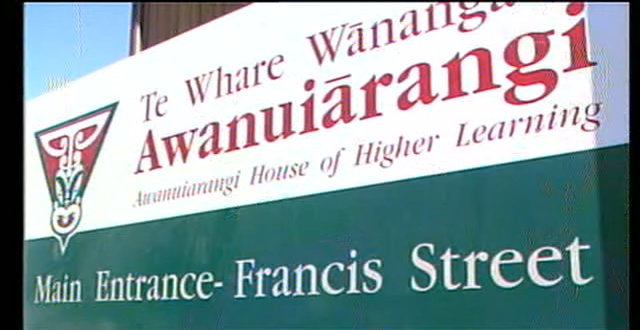 Te Whare Wānanga
Awanuiārangi
Awanuiarangi House of Higher Learning
Main Entrance- Francis Street